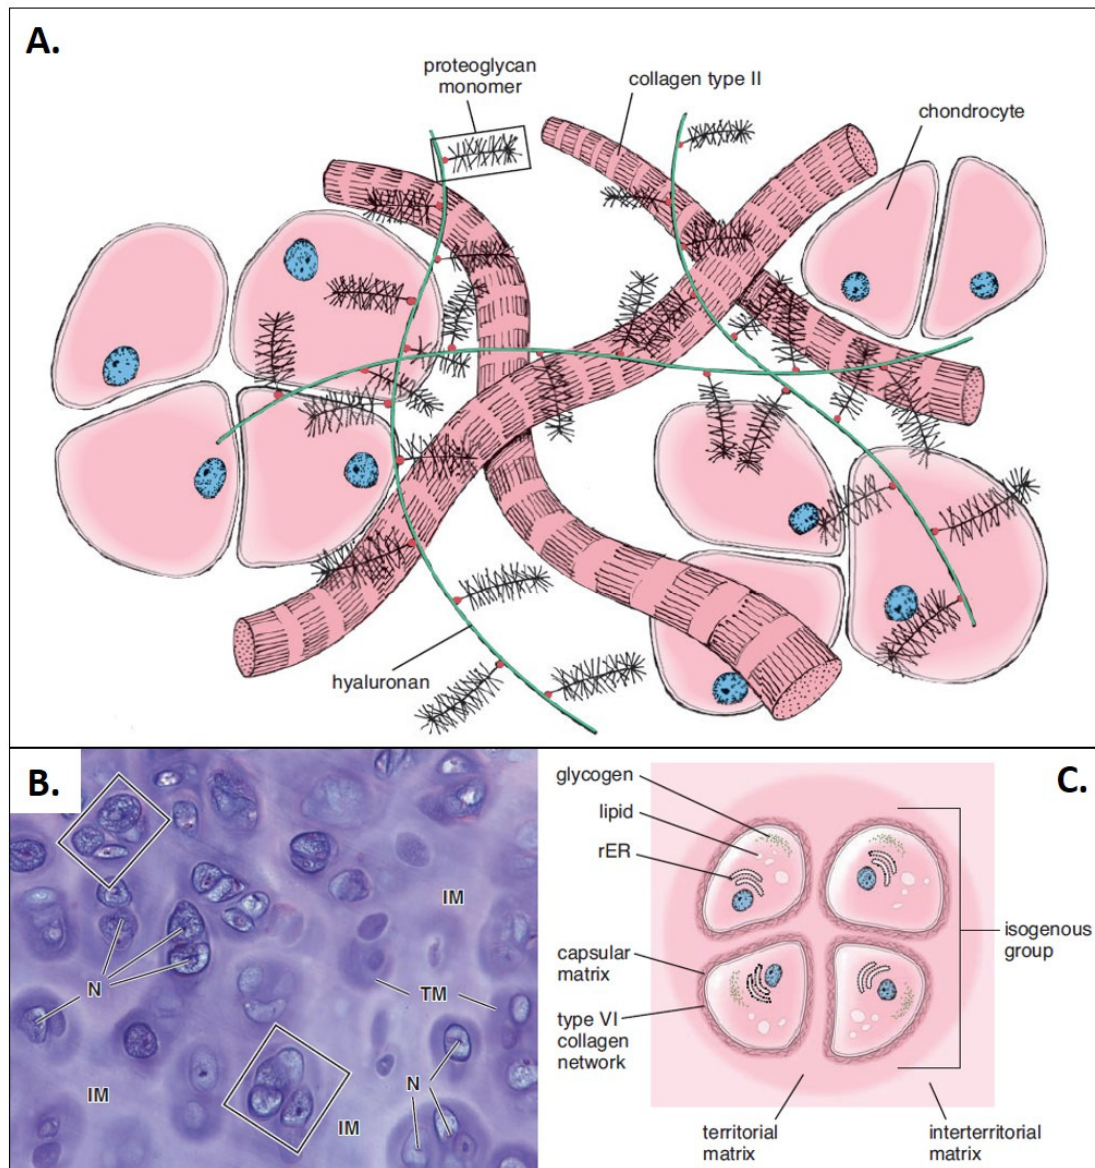 A.
proteoglycan
monomer
collagen type II
chondrocyte
hyaluronan
B.
IM
N
TM
IM
N
IM
C.
glycogen
lipid
rER
isogenous
group
capsular
matrix
type VI
collagen
network
territorial
matrix
interterritorial
matrix